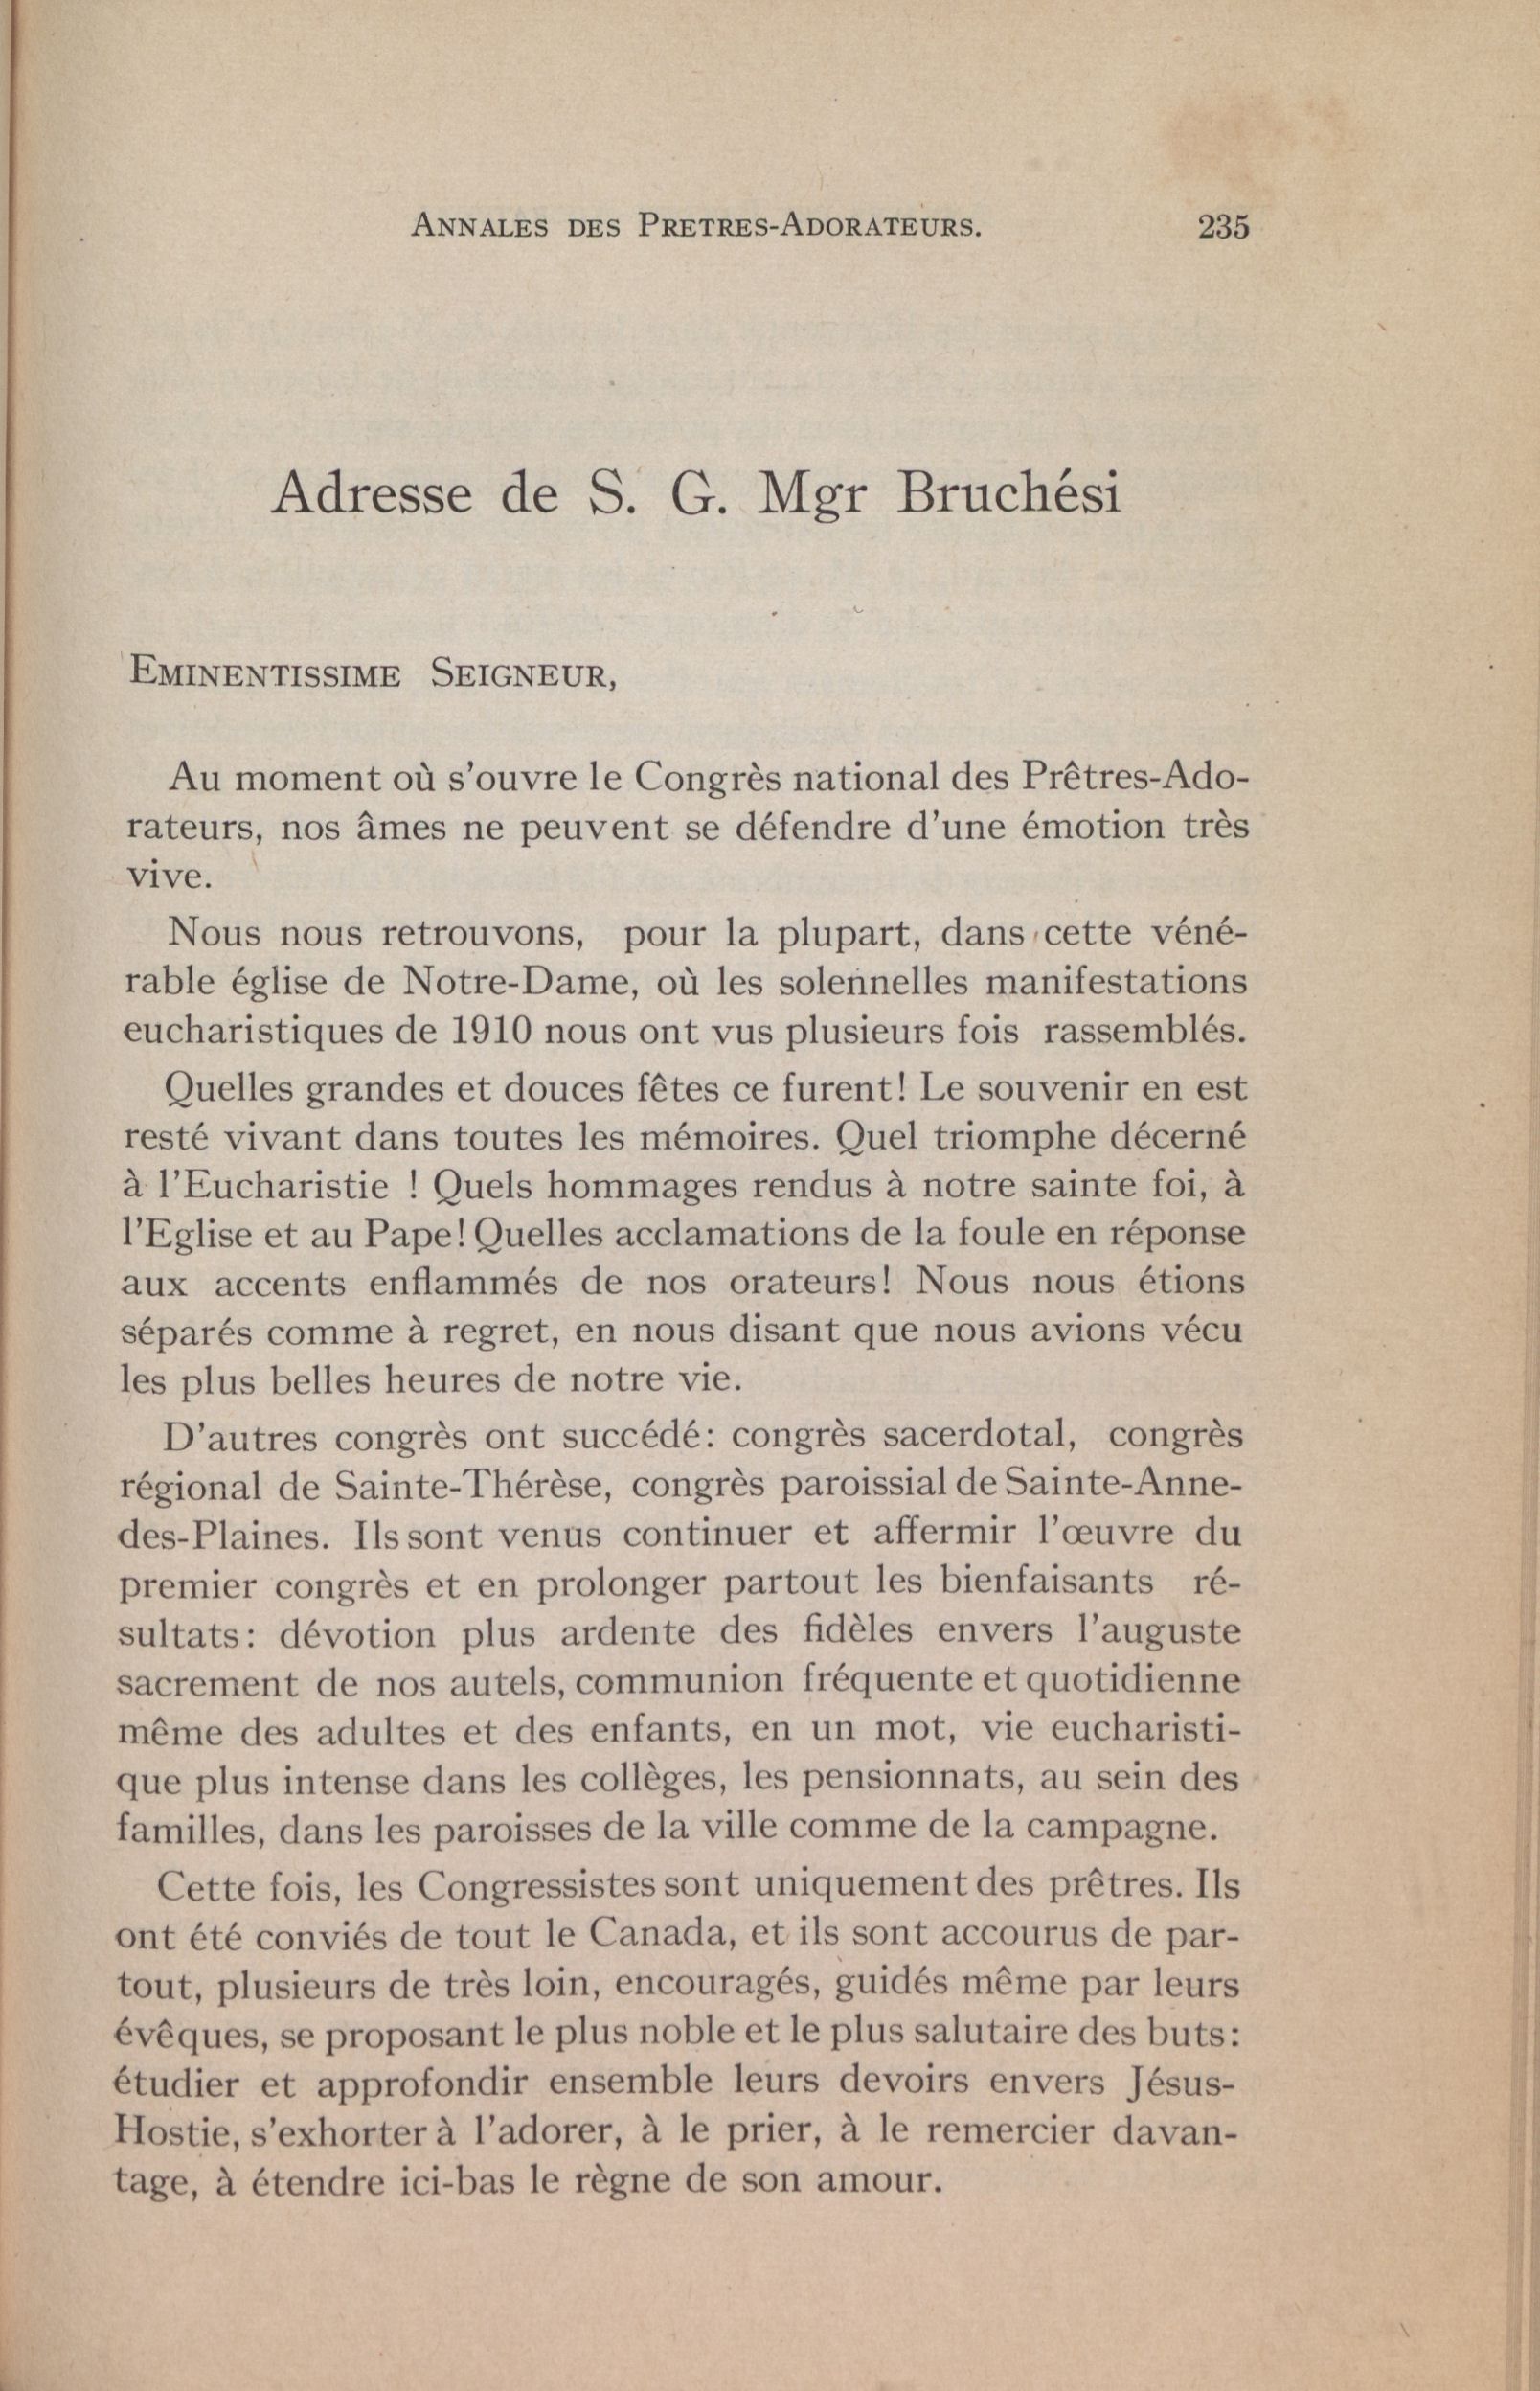 ANNALES DES PRETRES-ADORATEURS. 235
Adresse de S. G. Mgr Bruchési
EMINENTISSIME SEIGNEUR,
Au moment où s'ouvre le Congrès national des Prêtres-Ado-
rateurs, nos âmes ne peuvent se défendre d'une émotion très
vive.
Nous nous retrouvons, pour la plupart, dans cette véné-
rable église de Notre-Dame, où les solennelles manifestations
eucharistiques de 1910 nous ont vus plusieurs fois rassemblés.
Quelles grandes et douces fêtes ce furent! Le souvenir en est
resté vivant dans toutes les mémoires. Quel triomphe décerné
à l'Eucharistie ! Quels hommages rendus à notre sainte foi, à
l'Eglise et au Pape! Quelles acclamations de la foule en réponse
aux accents enflammés de nos orateurs! Nous nous étions
séparés comme à regret, en nous disant que nous avions vécu
les plus belles heures de notre vie.
D'autres congrès ont succédé: congrès sacerdotal, congrès
régional de Sainte-Thérèse, congrès paroissial de Sainte-Anne-
des-Plaines. Ils sont venus continuer et affermir l'œuvre du
premier congrès et en prolonger partout les bienfaisants ré-
sultats: dévotion plus ardente des fidèles envers l'auguste
sacrement de nos autels, communion fréquente et quotidienne
même des adultes et des enfants, en un mot, vie eucharisti-
que plus intense dans les collèges, les pensionnats, au sein des
familles, dans les paroisses de la ville comme de la campagne.
Cette fois, les Congressistes sont uniquement des prêtres. Ils
ont été conviés de tout le Canada, et ils sont accourus de par-
tout, plusieurs de très loin, encouragés, guidés même par leurs
évêques, se proposant le plus noble et le plus salutaire des buts:
étudier et approfondir ensemble leurs devoirs envers Jésus-
Hostie, s'exhorter à l'adorer, à le prier, à le remercier davan-
tage, à étendre ici-bas le règne de son amour.